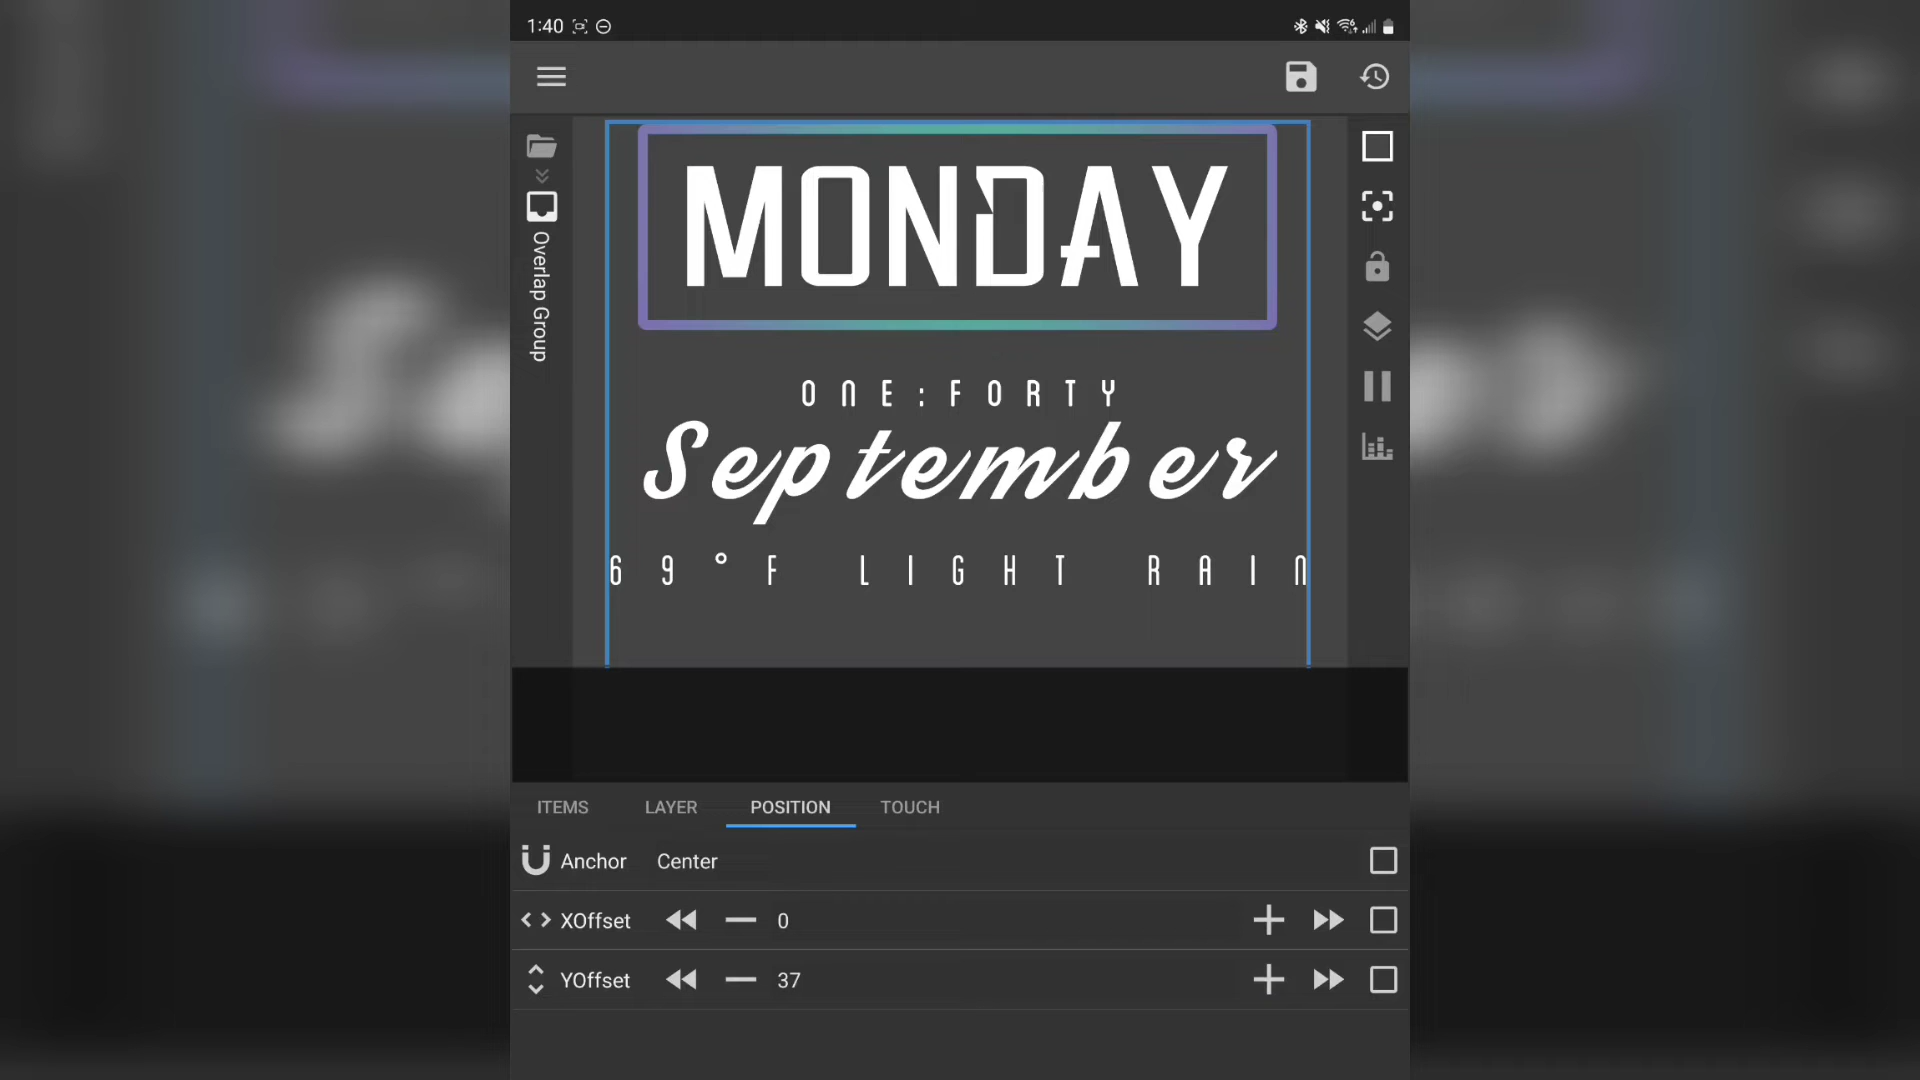 1:40
MONDAY
Overlap Group
ONE:FORTY
September
69°F LIGHT RAIN
ITEMS LAYER POSITION TOUCH
Anchor Center
XOffset 0
YOffset 37